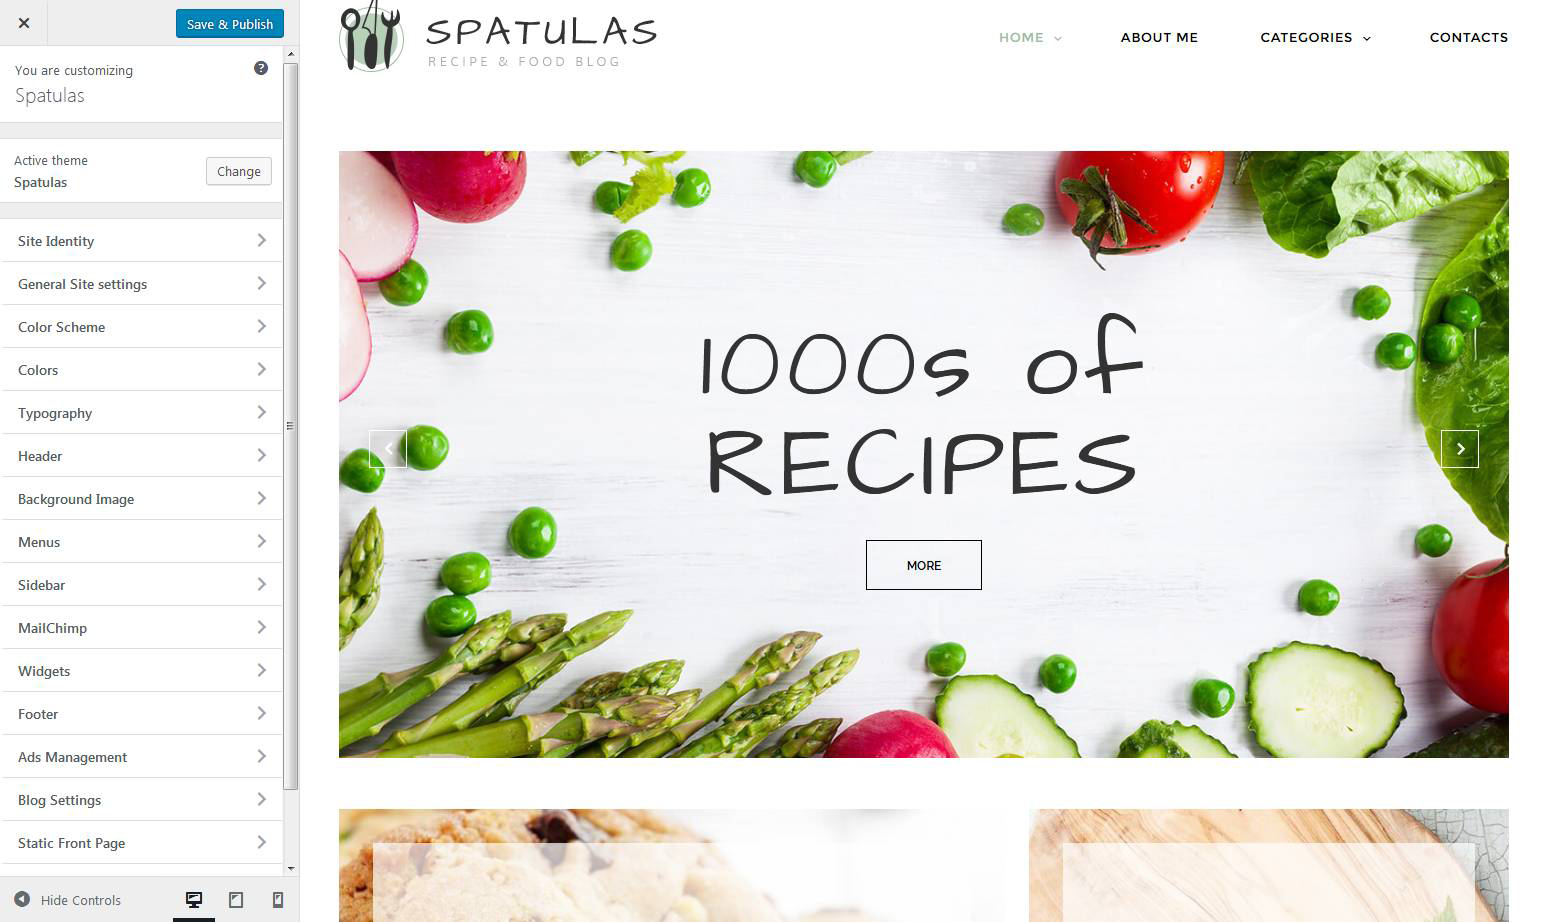 Save & Publish
You are customizing
Spatulas
Active theme
Spatulas
Change
Site Identity
General Site settings
Color Scheme
Colors
Typography
Header
Background Image
Menus
Sidebar
MailChimp
Widgets
Footer
Ads Management
Blog Settings
Static Front Page
Hide Controls
SPATULAS
RECIPE & FOOD BLOG
HOME
ABOUT ME
CATEGORIES
CONTACTS
1000s of
RECIPES
MORE